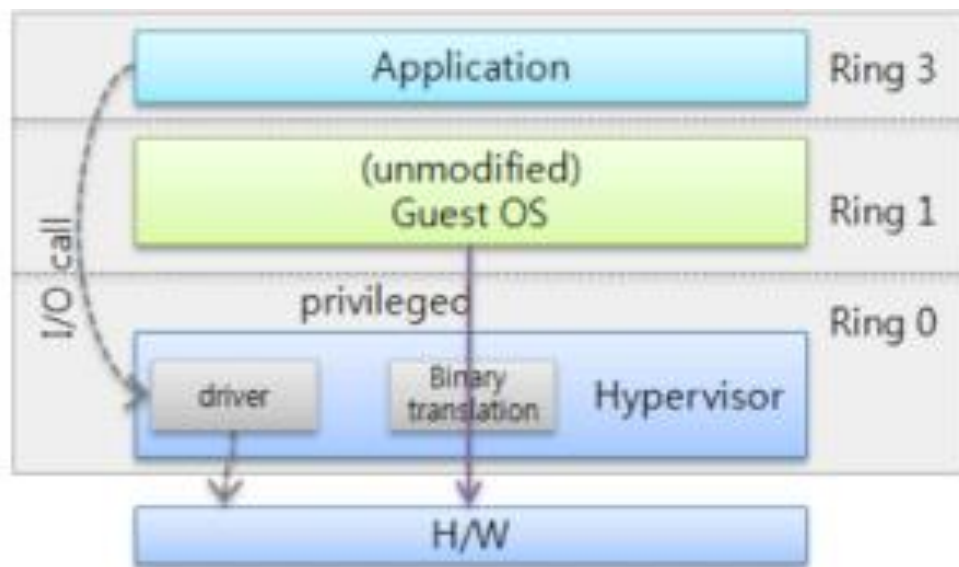 Application
Ring 3
(unmodified)
Guest OS
Ring 1
I/O call
privileged
Ring 0
driver
Binary
translation
Hypervisor
H/W